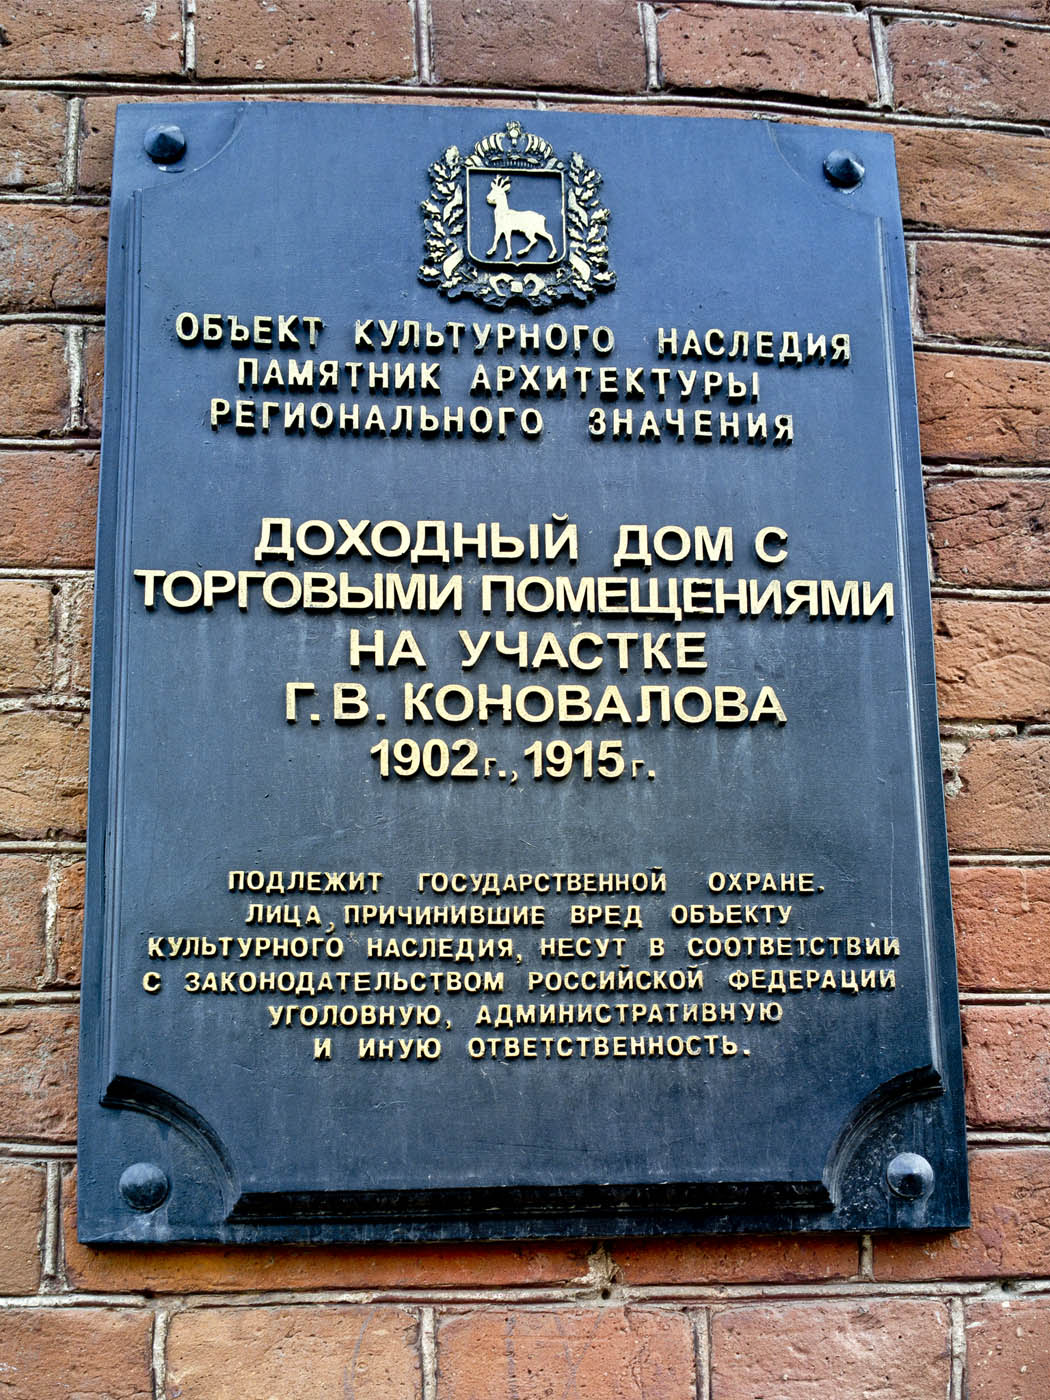 ОБЪЕКТ КУЛЬТУРНОГО НАСЛЕДИЯ
ПАМЯТНИК АРХИТЕКТУРЫ
РЕГИОНАЛЬНОГО ЗНАЧЕНИЯ
ДОХОДНЫЙ ДОМ С
ТОРГОВЫМИ ПОМЕЩЕНИЯМИ
НА УЧАСТКЕ
Г.В. КОНОВАЛОВА
1902г., 1915г.
ПОДЛЕЖИТ ГОСУДАРСТВЕННОЙ ОХРАНЕ.
ЛИЦА, ПРИЧИНИВШИЕ ВРЕД ОБЪЕКТУ
КУЛЬТУРНОГО НАСЛЕДИЯ, НЕСУТ В СООТВЕТСТВИИ
С ЗАКОНОДАТЕЛЬСТВОМ РОССИЙСКОЙ ФЕДЕРАЦИИ
УГОЛОВНУЮ, АДМИНИСТРАТИВНУЮ
И ИНУЮ ОТВЕТСТВЕННОСТЬ.